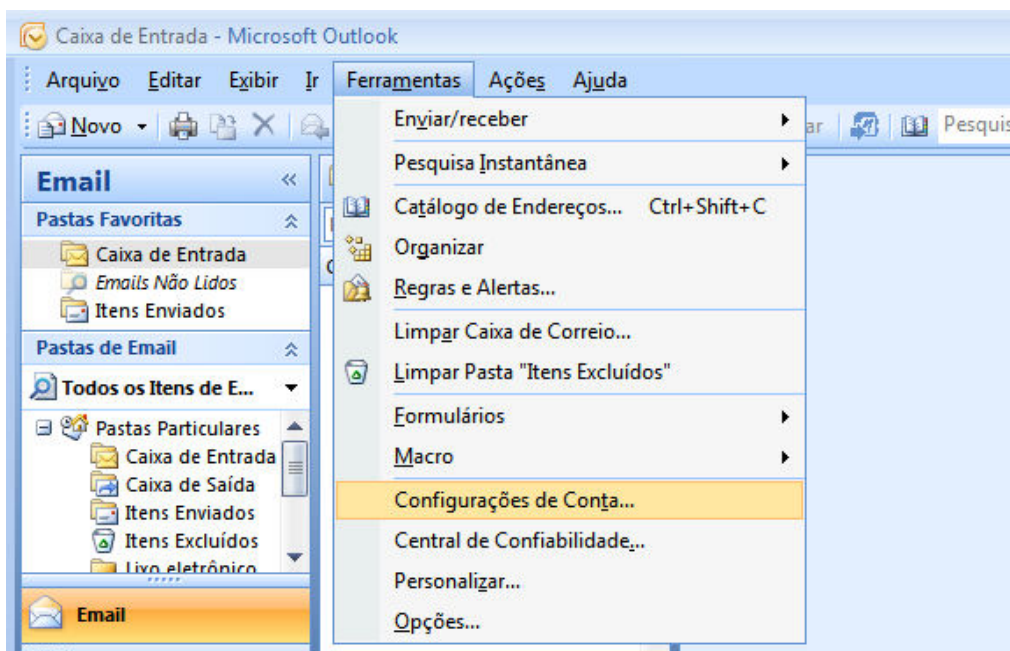 Caixa de Entrada - Microsoft Outlook
Arquivo Editar Exibir Ir Ferramentas Ações Ajuda
Novo
Pesquis
Email
Pastas Favoritas
Caixa de Entrada
Emails Não Lidos
Itens Enviados
Pastas de Email
Todos os Itens de E...
Pastas Particulares
Caixa de Entrada
Caixa de Saída
Itens Enviados
Itens Excluídos
Lixo eletrônico
Email
Enviar/receber
Pesquisa Instantânea
Catálogo de Endereços... Ctrl+Shift+C
Organizar
Regras e Alertas...
Limpar Caixa de Correio...
Limpar Pasta "Itens Excluídos"
Formulários
Macro
Configurações de Conta...
Central de Confiabilidade...
Personalizar...
Opções...